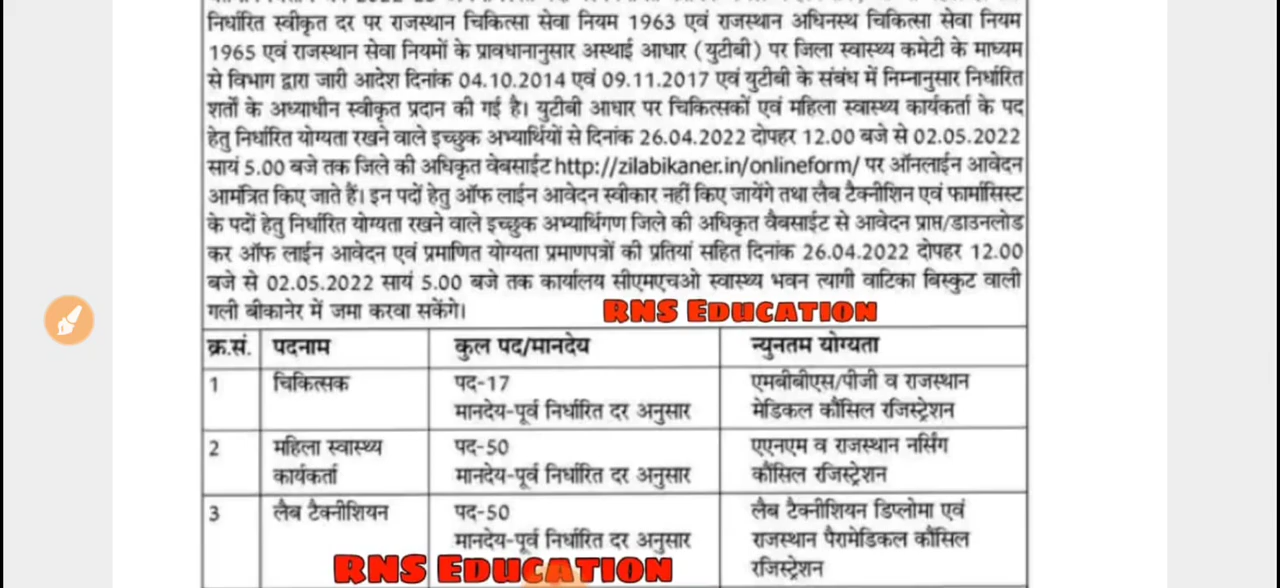 निर्धारित स्वीकृत दर पर राजस्थान चिकित्सा सेवा नियम 1963 एवं राजस्थान अधिनस्थ चिकित्सा सेवा नियम
1965 एवं राजस्थान सेवा नियमों के प्रावधानानुसार अस्थाई आधार (युटीबी) पर जिला स्वास्थ्य कमेटी के माध्यम
से विभाग द्वारा जारी आदेश दिनांक 04.10.2014 एवं 09.11.2017 एवं युटीबी के संबंध में निम्नानुसार निर्धारित
शर्तों के अध्याधीन स्वीकृत प्रदान की गई है। युटीबी आधार पर चिकित्सकों एवं महिला स्वास्थ्य कार्यकर्ता के पद
हेतु निर्धारित योग्यता रखने वाले इच्छुक अभ्यार्थियों से दिनांक 26.04.2022 दोपहर 12.00 बजे से 02.05.2022
सायं 5.00 बजे तक जिले की अधिकृत वेबसाईट http://zilabikaner.in/onlineform/ पर ऑनलाईन आवेदन
आमंत्रित किए जाते हैं। इन पदों हेतु ऑफ लाईन आवेदन स्वीकार नहीं किए जायेंगे तथा लैब टैक्नीशिन एवं फार्मासिस्ट
के पदों हेतु निर्धारित योग्यता रखने वाले इच्छुक अभ्यार्थिगण जिले की अधिकृत वैबसाईट से आवेदन प्राप्त/डाउनलोड
कर ऑफ लाईन आवेदन एवं प्रमाणित योग्यता प्रमाणपत्रों की प्रतियां सहित दिनांक 26.04.2022 दोपहर 12.00
बजे से 02.05.2022 सायं 5.00 बजे तक कार्यालय सीएमएचओ स्वास्थ्य भवन त्यागी वाटिका बिस्कुट वाली
गली बीकानेर में जमा करवा सकेंगे। RNS EDUCATION
क्र.सं. पदनाम कुल पद/मानदेय न्युनतम योग्यता
1 चिकित्सक पद-17 एमबीबीएस/पीजी व राजस्थान
मानदेय-पूर्व निर्धारित दर अनुसार मेडिकल कौंसिल रजिस्ट्रेशन
2 महिला स्वास्थ्य पद-50 एएनएम व राजस्थान नर्सिंग
कार्यकर्ता मानदेय-पूर्व निर्धारित दर अनुसार कौंसिल रजिस्ट्रेशन
3 लैब टैक्नीशियन पद-50 लैब टैक्नीशियन डिप्लोमा एवं
मानदेय-पूर्व निर्धारित दर अनुसार राजस्थान पैरामेडिकल कौंसिल
RNS EDUCATION रजिस्ट्रेशन